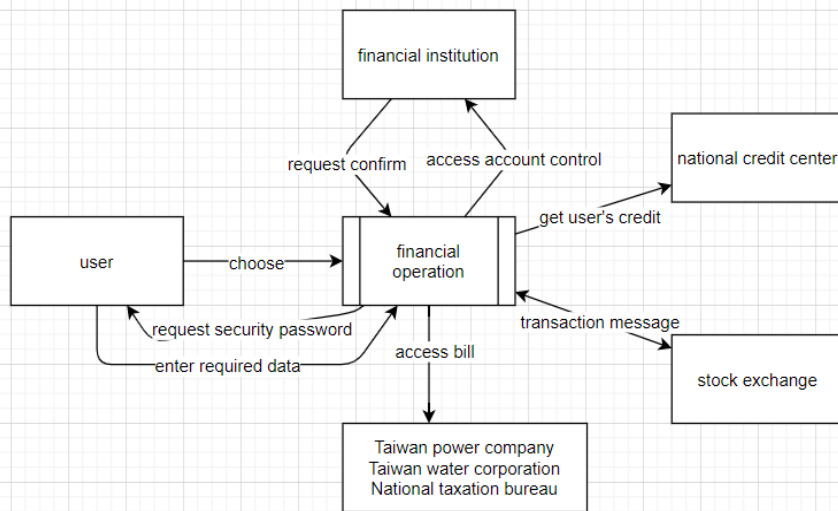 financial institution
request confirm
access account control
national credit center
get user's credit
user
choose
financial
operation
request security password
enter required data
access bill
transaction message
stock exchange
Taiwan power company
Taiwan water corporation
National taxation bureau